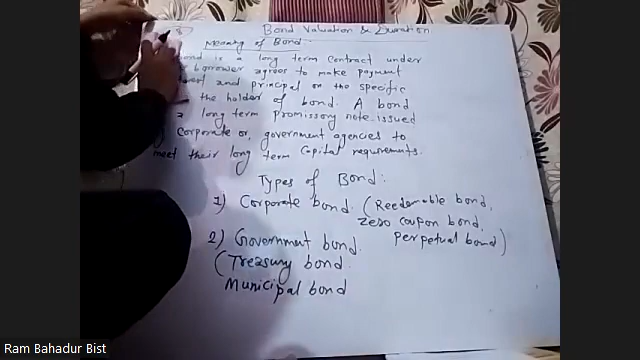 Bond Valuation & Duration
Meaning of Bond:
ond is a long term contract under
borrower agrees to make payment
and principal on the specific
the holder of bond. A bond
a long term promissory note issued
corporate or, government agencies to
meet their long term capital requirements.
Types of Bond:
1) Corporate bond. (Reedemable bond,
zero coupon bond,
perpetual bond)
2) Government bond.
(Treasury bond.
Municipal bond
Ram Bahadur Bist